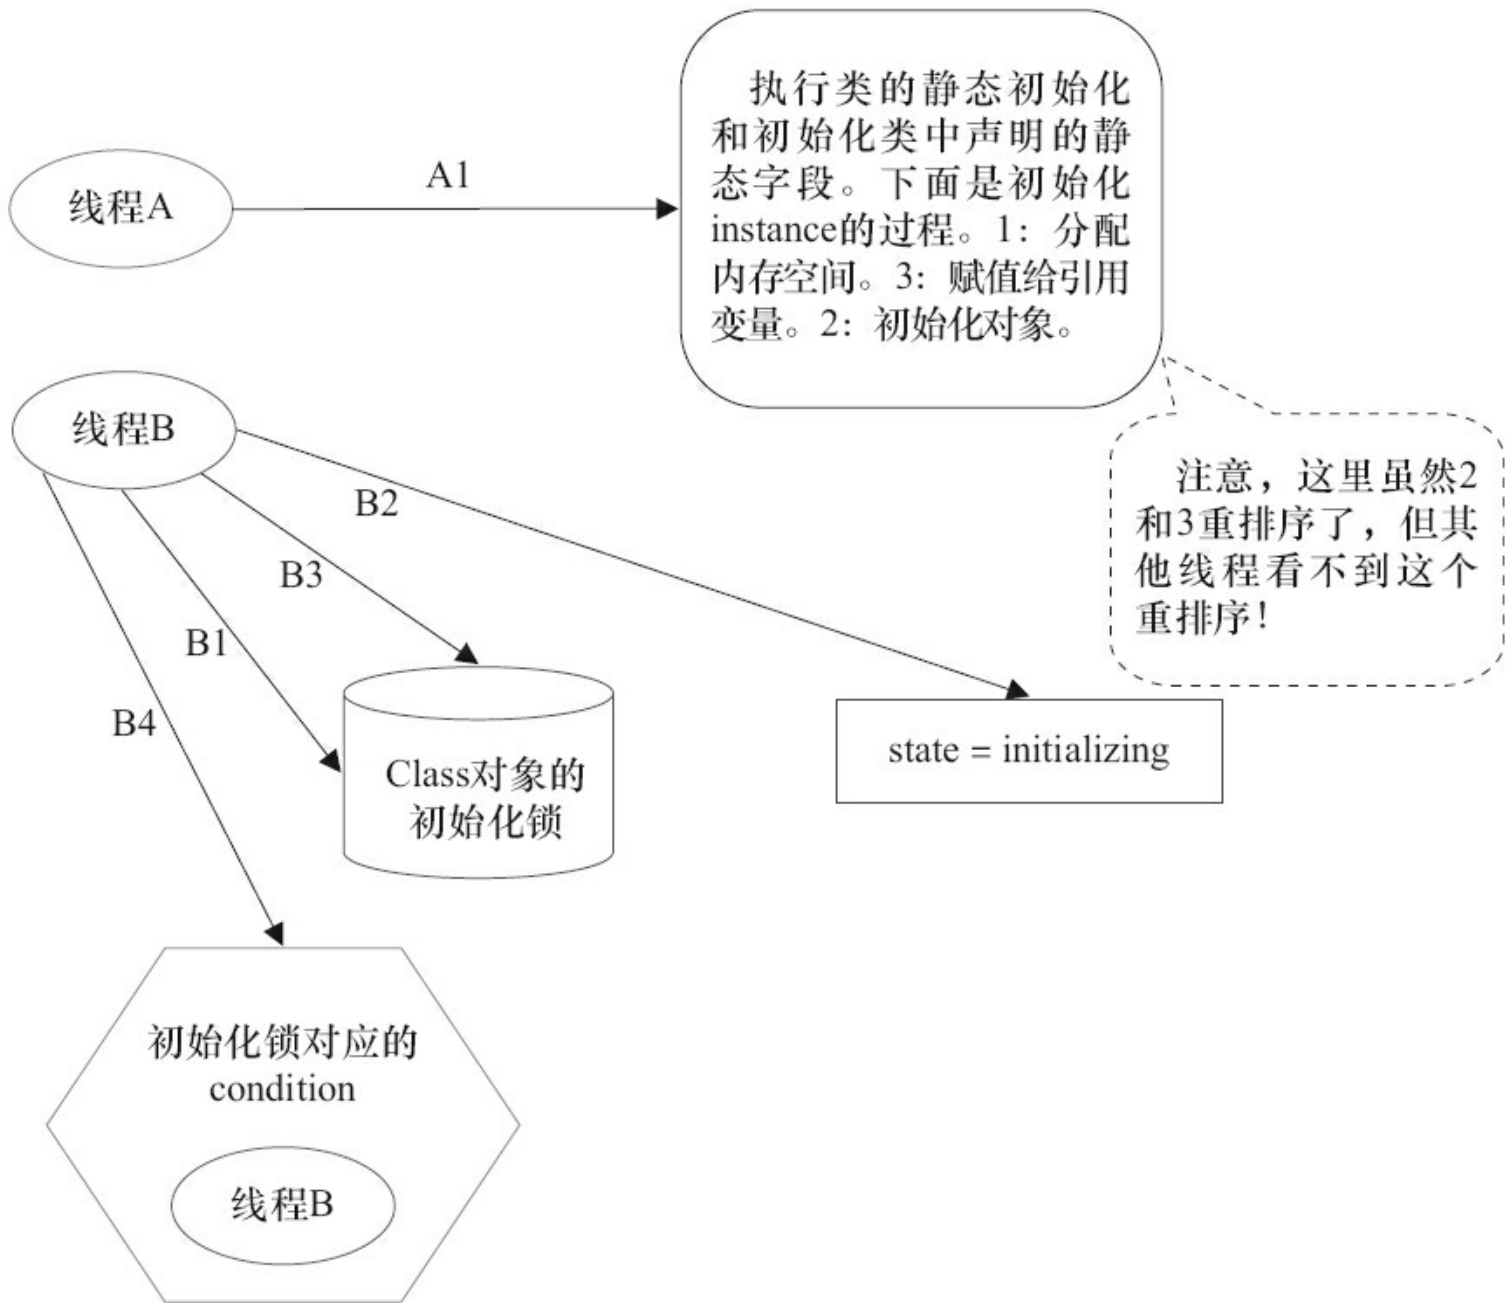 执行类的静态初始化
和初始化类中声明的静
态字段。下面是初始化
instance的过程。1：分配
内存空间。3：赋值给引用
变量。2：初始化对象。
线程A
A1
线程B
B2
注意，这里虽然2
和3重排序了，但其
他线程看不到这个
重排序！
B3
B1
B4
Class对象的
初始化锁
state = initializing
初始化锁对应的
condition
线程B